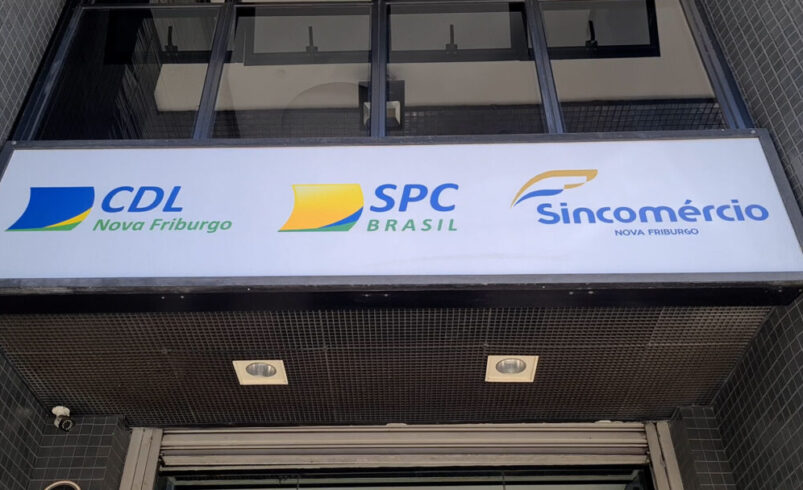 CDL
Nova Friburgo
SPC
BRASIL
Sincomércio
NOVA FRIBURGO